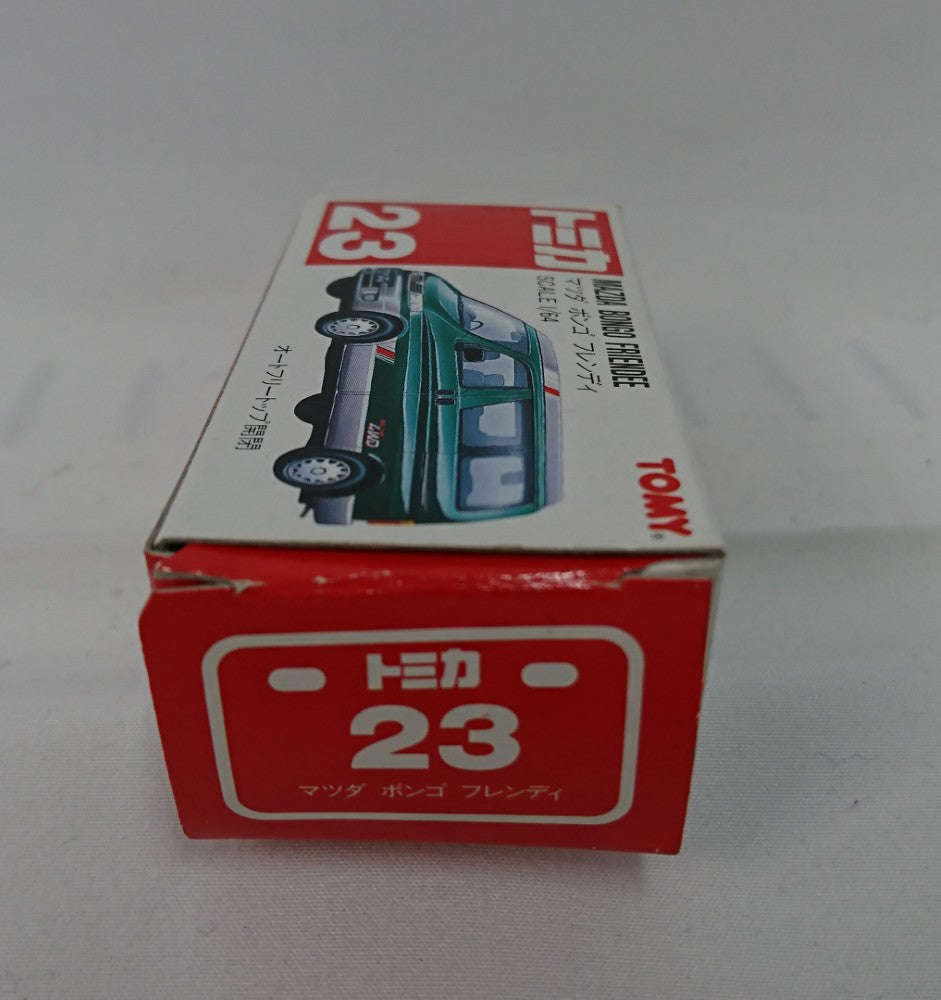 トミカ
23
MAZDA BONGO FRIENDEE
マツダ ボンゴ フレンディ
SCALE 1/64
4WD
オートフリートップ開閉
TOMY®
トミカ
23
マツダ ボンゴ フレンディ